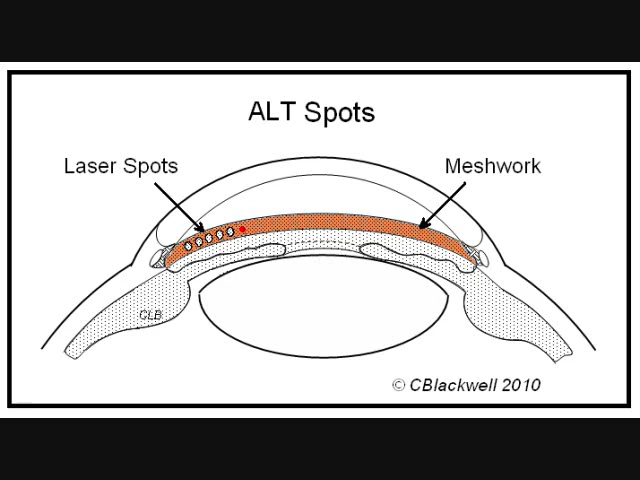 ALT Spots
Laser Spots
Meshwork
CLB
© CBlackwell 2010